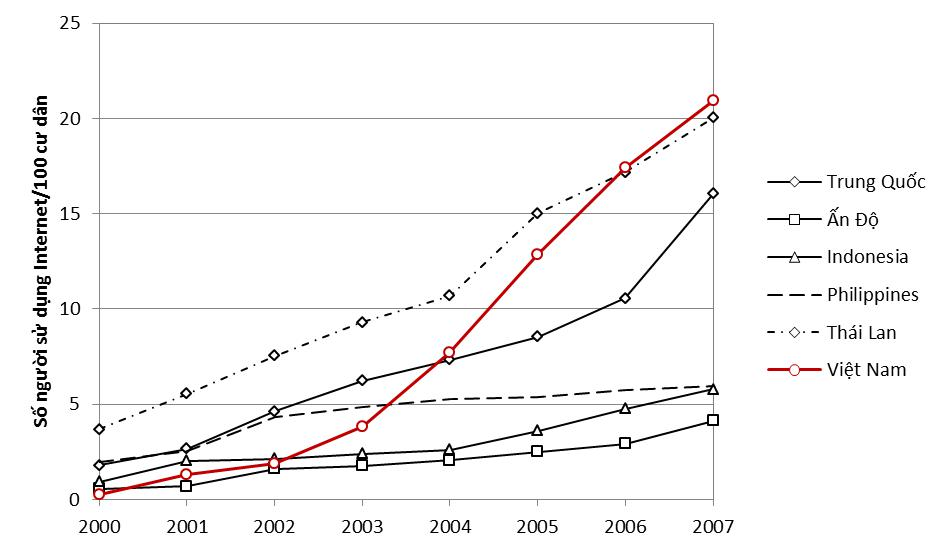 Số người sử dụng Internet/100 cư dân
25
20
15
10
5
0
2000 2001 2002 2003 2004 2005 2006 2007
Trung Quốc
Ấn Độ
Indonesia
Philippines
Thái Lan
Việt Nam